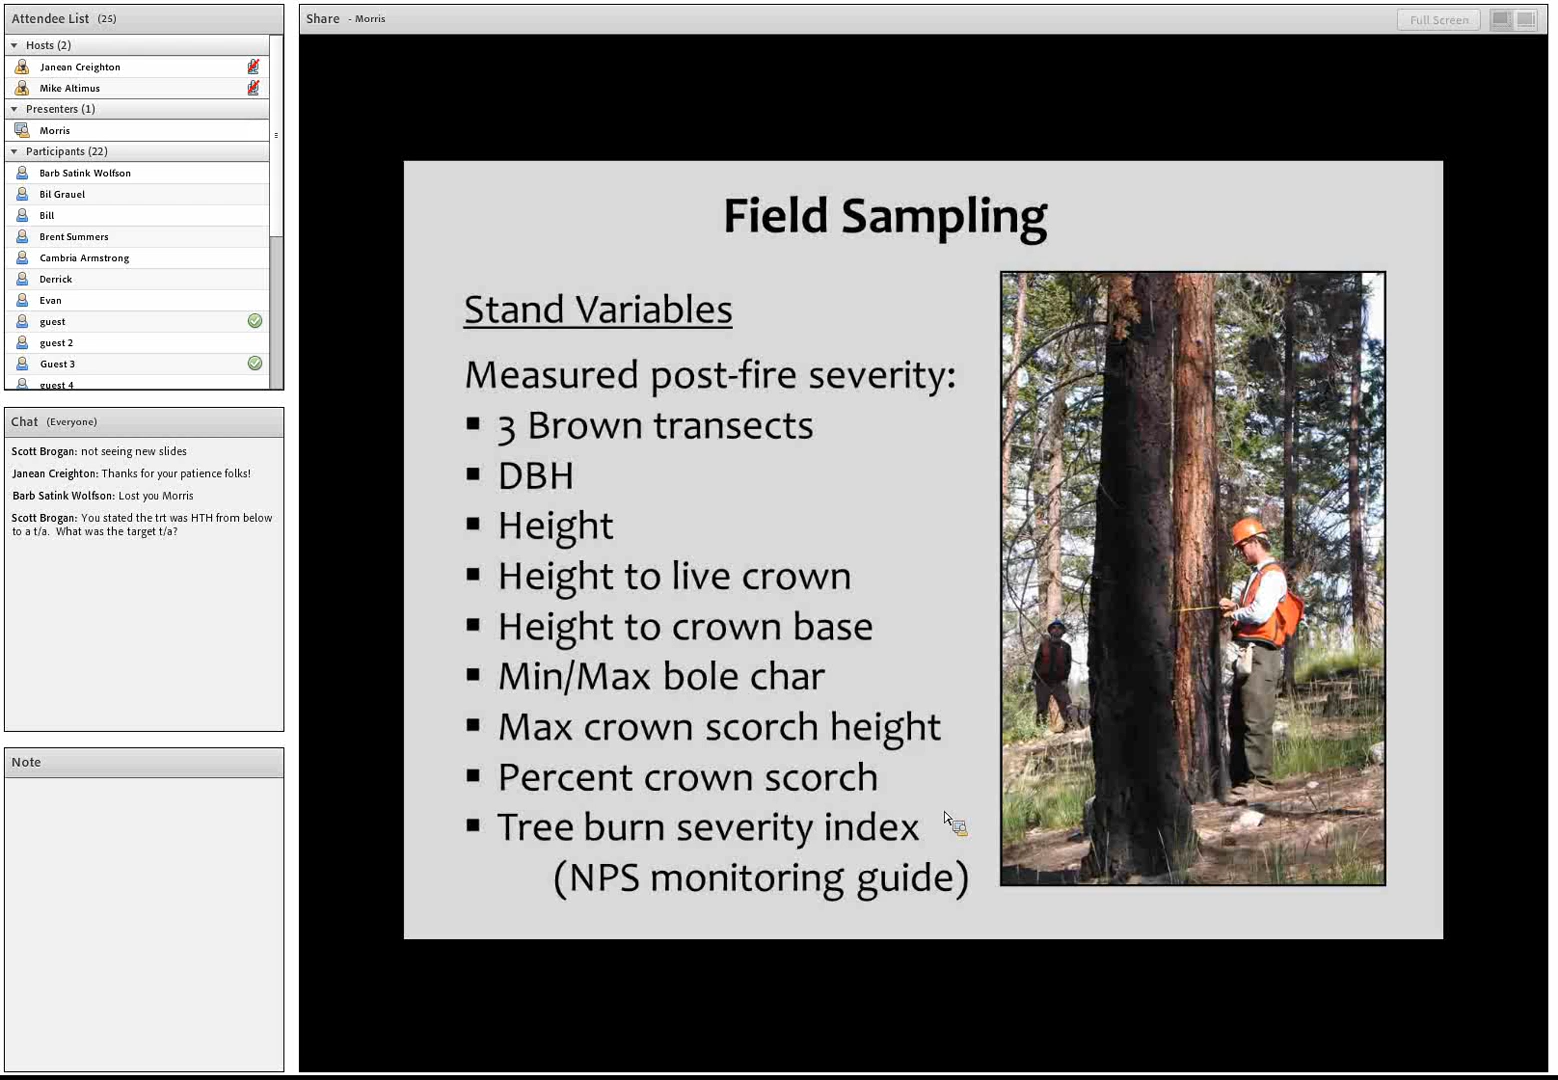 Attendee List (25)
Hosts (2)
Janean Creighton
Mike Altimus
Presenters (1)
Morris
Participants (22)
Barb Satink Wolfson
Bil Grauel
Bill
Brent Summers
Cambria Armstrong
Derrick
Evan
guest
guest 2
Guest 3
guest 4
Chat (Everyone)
Scott Brogan: not seeing new slides
Janean Creighton: Thanks for your patience folks!
Barb Satink Wolfson: Lost you Morris
Scott Brogan: You stated the trt was HTH from below
to a t/a. What was the target t/a?
Note
Share - Morris
Full Screen
Field Sampling
Stand Variables
Measured post-fire severity:
▪ 3 Brown transects
▪ DBH
▪ Height
▪ Height to live crown
▪ Height to crown base
▪ Min/Max bole char
▪ Max crown scorch height
▪ Percent crown scorch
▪ Tree burn severity index
(NPS monitoring guide)